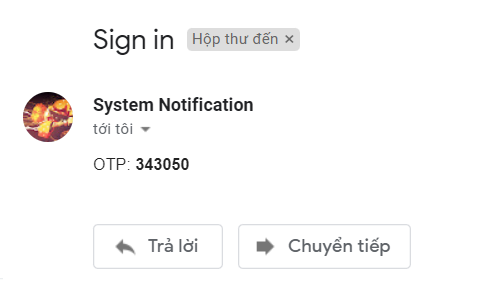 Sign in Hộp thư đến ×
System Notification
tới tôi
OTP: 343050
Trả lời Chuyển tiếp